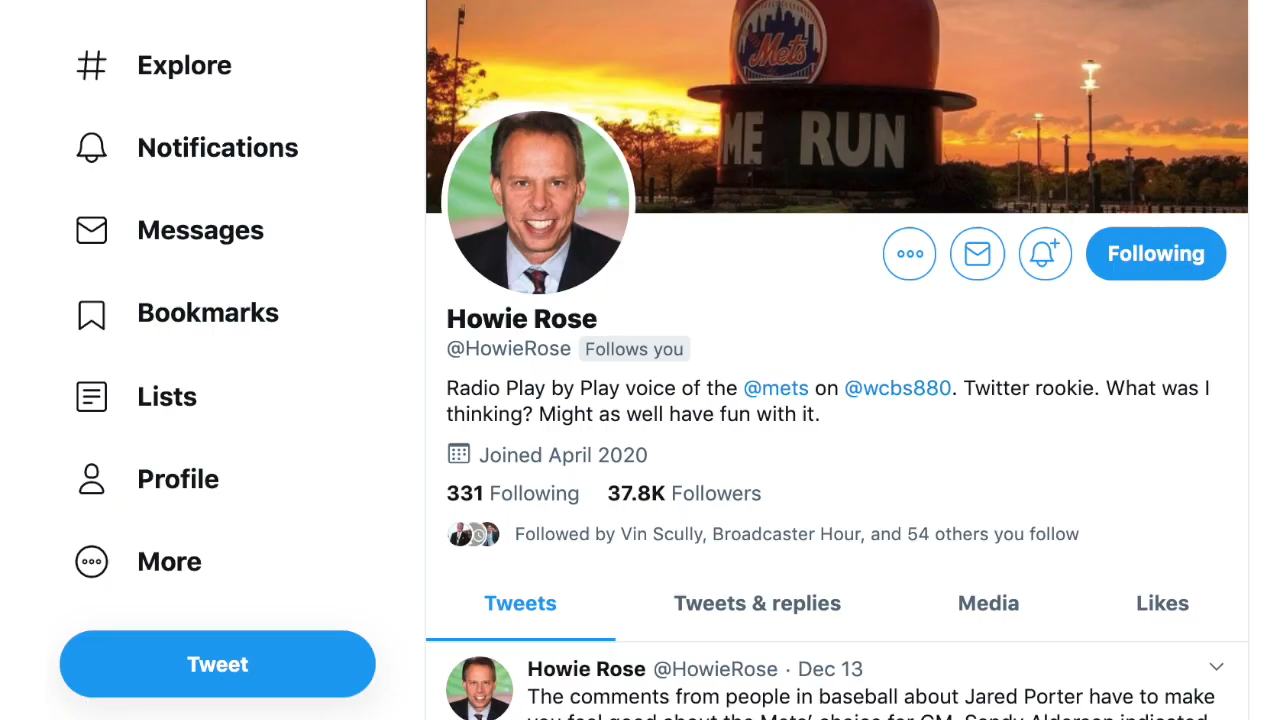 Explore
Notifications
Messages
Bookmarks
Lists
Profile
More
Tweet
Mets
ME RUN
Following
Howie Rose
@HowieRose Follows you
Radio Play by Play voice of the @mets on @wcbs880. Twitter rookie. What was I
thinking? Might as well have fun with it.
Joined April 2020
331 Following 37.8K Followers
Followed by Vin Scully, Broadcaster Hour, and 54 others you follow
Tweets Tweets & replies Media Likes
Howie Rose @HowieRose · Dec 13
The comments from people in baseball about Jared Porter have to make
you feel good about the Mets' choice for GM. Sandy Alderson indicated